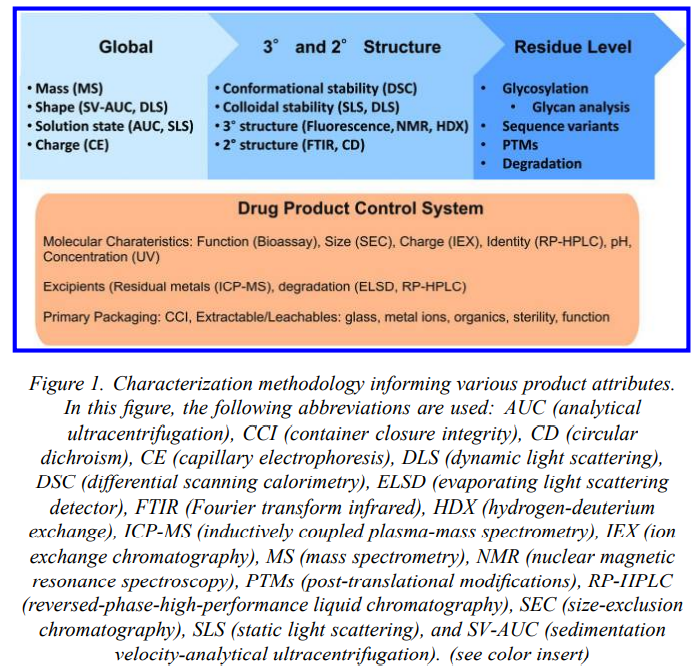 Global
3° and 2° Structure
Residue Level
• Mass (MS)
• Shape (SV-AUC, DLS)
• Solution state (AUC, SLS)
• Charge (CE)
• Conformational stability (DSC)
• Colloidal stability (SLS, DLS)
• 3° structure (Fluorescence, NMR, HDX)
• 2° structure (FTIR, CD)
• Glycosylation
• Glycan analysis
• Sequence variants
• PTMs
• Degradation
Drug Product Control System
Molecular Charateristics: Function (Bioassay), Size (SEC), Charge (IEX), Identity (RP-HPLC), pH,
Concentration (UV)
Excipients (Residual metals (ICP-MS), degradation (ELSD, RP-HPLC)
Primary Packaging: CCI, Extractable/Leachables: glass, metal ions, organics, sterility, function
Figure 1. Characterization methodology informing various product attributes.
In this figure, the following abbreviations are used: AUC (analytical
ultracentrifugation), CCI (container closure integrity), CD (circular
dichroism), CE (capillary electrophoresis), DLS (dynamic light scattering),
DSC (differential scanning calorimetry), ELSD (evaporating light scattering
detector), FTIR (Fourier transform infrared), HDX (hydrogen-deuterium
exchange), ICP-MS (inductively coupled plasma-mass spectrometry), IEX (ion
exchange chromatography), MS (mass spectrometry), NMR (nuclear magnetic
resonance spectroscopy), PTMs (post-translational modifications), RP-HPLC
(reversed-phase-high-performance liquid chromatography), SEC (size-exclusion
chromatography), SLS (static light scattering), and SV-AUC (sedimentation
velocity-analytical ultracentrifugation). (see color insert)